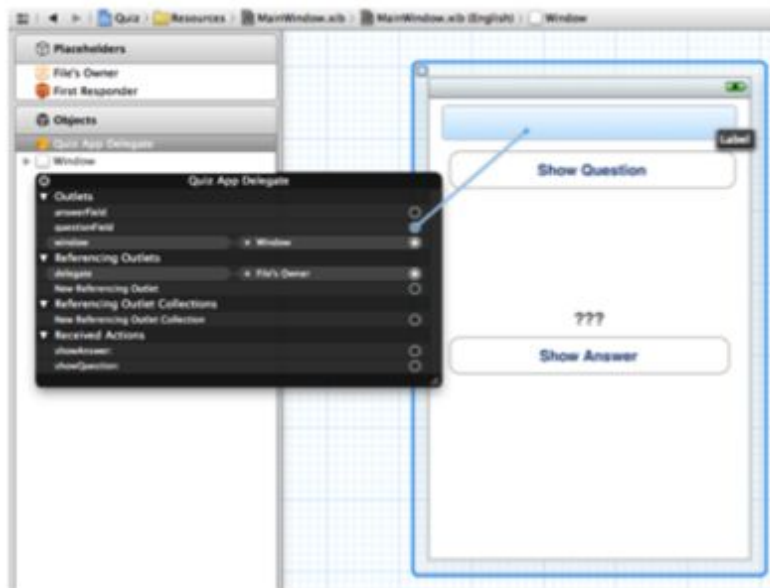 Quiz Resources MainWindow.xib MainWindow.xib (English) Window
Placeholders
File's Owner
First Responder
Objects
Quiz App Delegate
Window
Quiz App Delegate
Outlets
answerField
questionField
window × Window
Referencing Outlets
delegate × File's Owner
New Referencing Outlet
Referencing Outlet Collections
New Referencing Outlet Collection
Received Actions
showAnswer:
showQuestion:
Label
Show Question
???
Show Answer